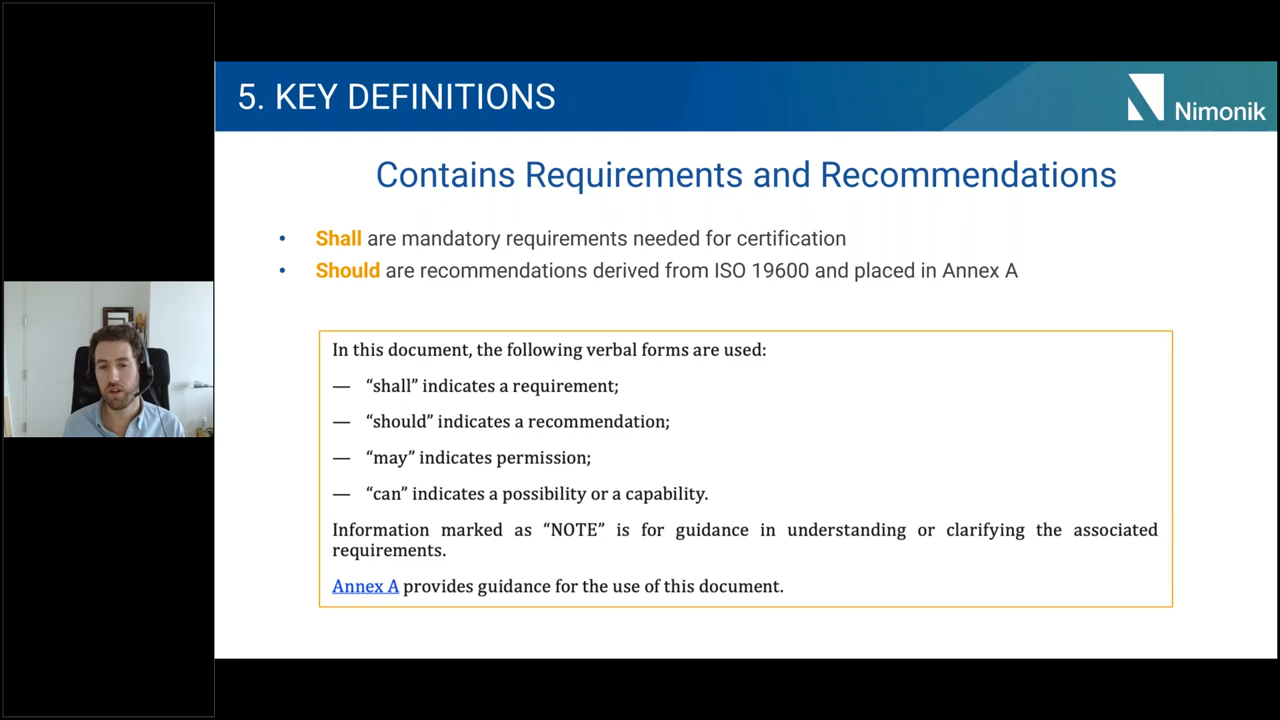 5. KEY DEFINITIONS
Nimonik
Contains Requirements and Recommendations
• Shall are mandatory requirements needed for certification
• Should are recommendations derived from ISO 19600 and placed in Annex A
In this document, the following verbal forms are used:
— “shall” indicates a requirement;
— “should” indicates a recommendation;
— “may” indicates permission;
— “can” indicates a possibility or a capability.
Information marked as “NOTE” is for guidance in understanding or clarifying the associated
requirements.
Annex A provides guidance for the use of this document.